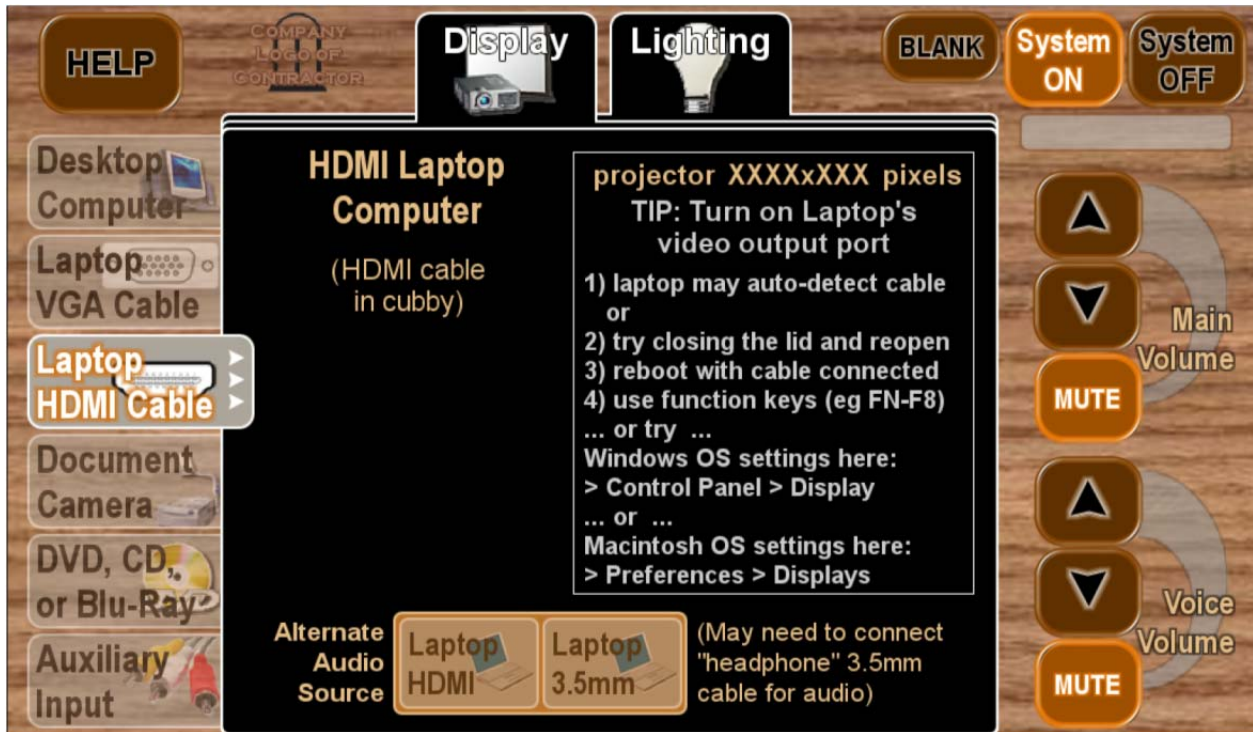 HELP
COMPANY
LOGO OF
CONTRACTOR
Display
Lighting
BLANK
System
ON
System
OFF
Desktop
Computer
Laptop
VGA Cable
Laptop
HDMI Cable
Document
Camera
DVD, CD,
or Blu-Ray
Auxiliary
Input
HDMI Laptop
Computer
(HDMI cable
in cubby)
projector XXXXxXXX pixels
TIP: Turn on Laptop's
video output port
1) laptop may auto-detect cable
or
2) try closing the lid and reopen
3) reboot with cable connected
4) use function keys (eg FN-F8)
... or try ...
Windows OS settings here:
> Control Panel > Display
... or ...
Macintosh OS settings here:
> Preferences > Displays
Alternate
Audio
Source
Laptop
HDMI
Laptop
3.5mm
(May need to connect
"headphone" 3.5mm
cable for audio)
Main
Volume
MUTE
Voice
Volume
MUTE